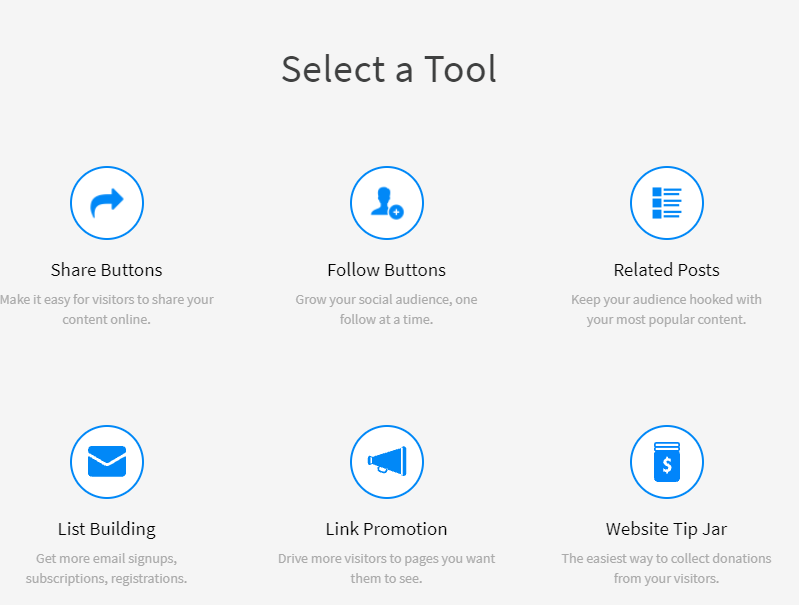 Select a Tool
Share Buttons
Make it easy for visitors to share your
content online.
Follow Buttons
Grow your social audience, one
follow at a time.
Related Posts
Keep your audience hooked with
your most popular content.
List Building
Get more email signups,
subscriptions, registrations.
Link Promotion
Drive more visitors to pages you want
them to see.
$
Website Tip Jar
The easiest way to collect donations
from your visitors.